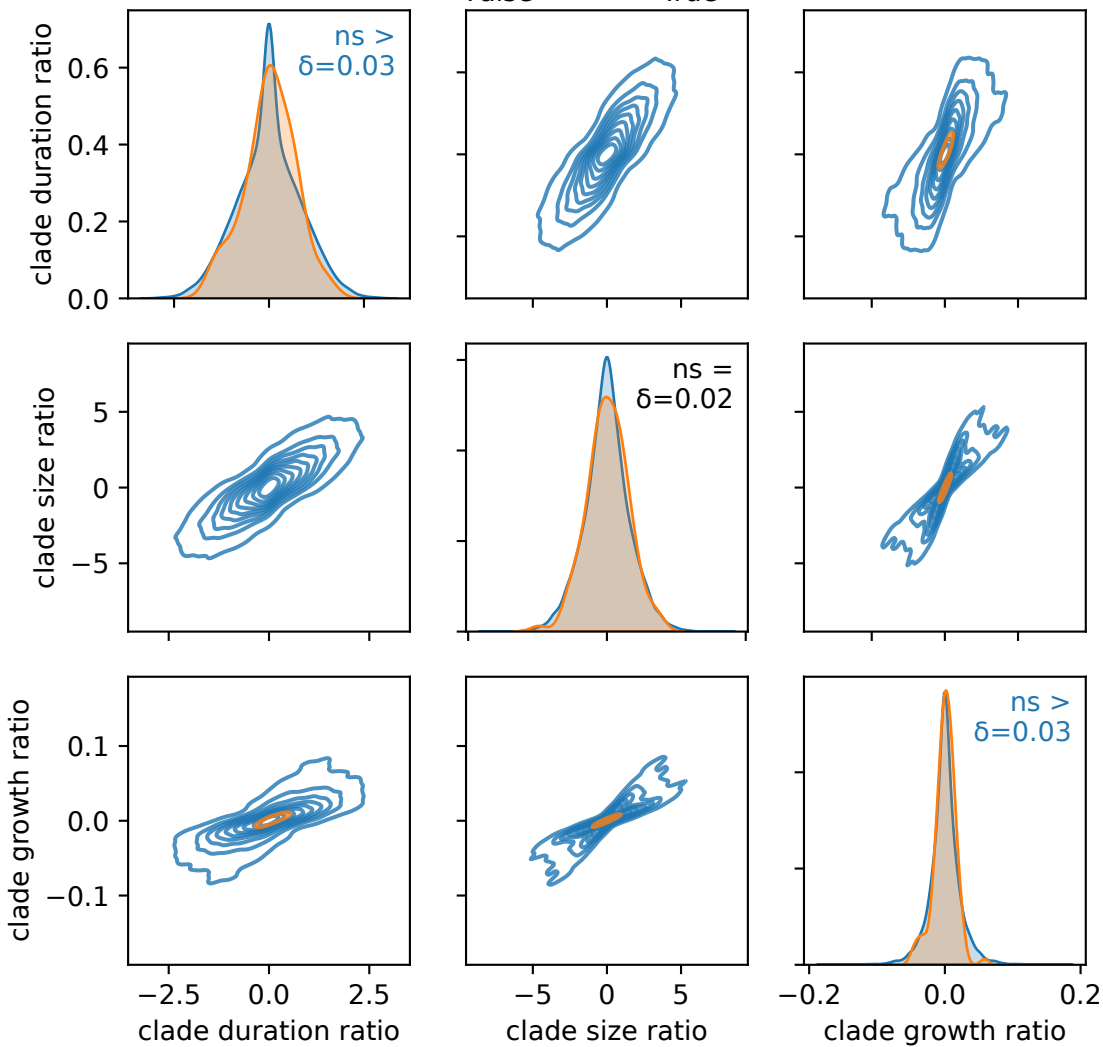 clade duration ratio
0.6
0.4
0.2
0.0
ns >
δ=0.03
clade size ratio
5
0
−5
ns =
δ=0.02
clade growth ratio
0.1
0.0
−0.1
ns >
δ=0.03
−2.5
0.0
2.5
−5
0
5
−0.2
0.0
0.2
clade duration ratio
clade size ratio
clade growth ratio